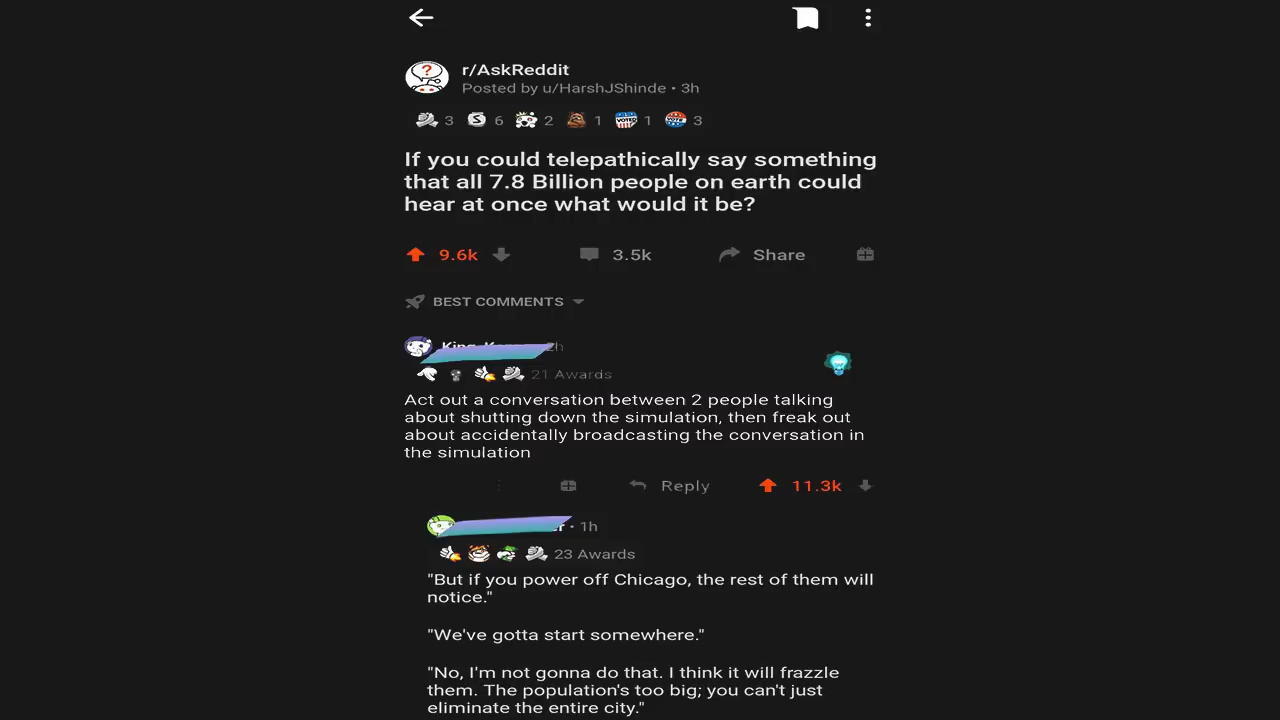 r/AskReddit
Posted by u/HarshJShinde • 3h
3 6 2 1 VOTED 1 VOTE 3
If you could telepathically say something
that all 7.8 Billion people on earth could
hear at once what would it be?
9.6k 3.5k Share
BEST COMMENTS
2h
21 Awards
Act out a conversation between 2 people talking
about shutting down the simulation, then freak out
about accidentally broadcasting the conversation in
the simulation
Reply 11.3k
• 1h
23 Awards
"But if you power off Chicago, the rest of them will
notice."
"We've gotta start somewhere."
"No, I'm not gonna do that. I think it will frazzle
them. The population's too big; you can't just
eliminate the entire city."